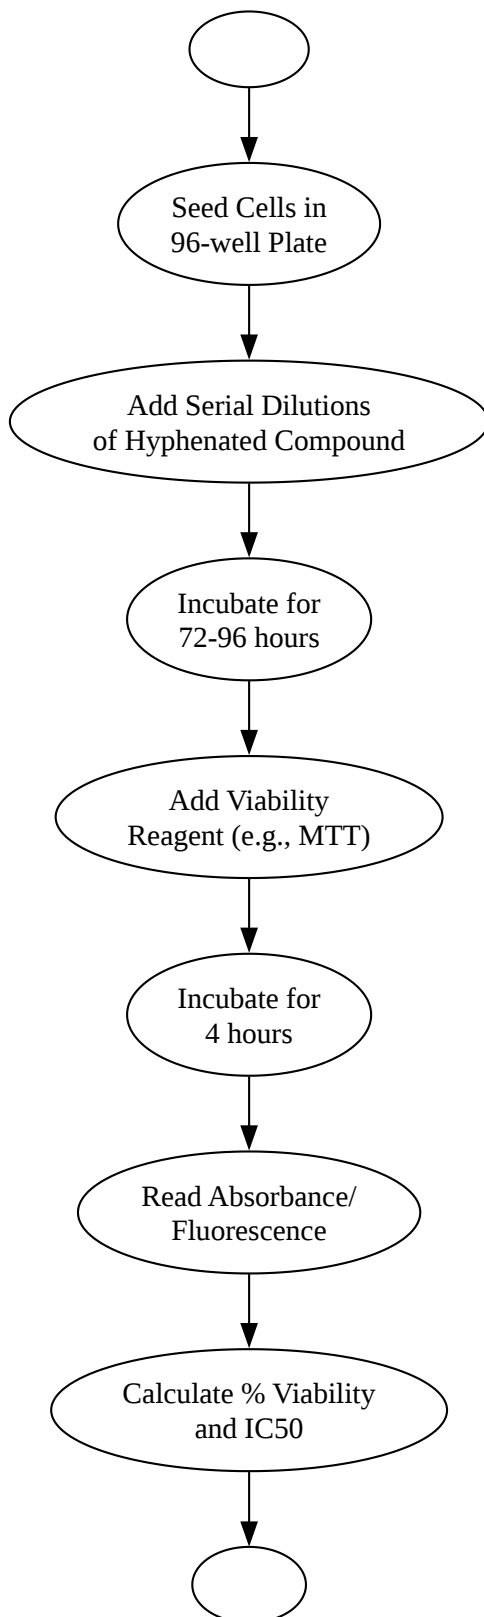 Seed Cells in
96-well Plate
Add Serial Dilutions
of Hyphenated Compound
Incubate for
72-96 hours
Add Viability
Reagent (e.g., MTT)
Incubate for
4 hours
Read Absorbance/
Fluorescence
Calculate % Viability
and IC50